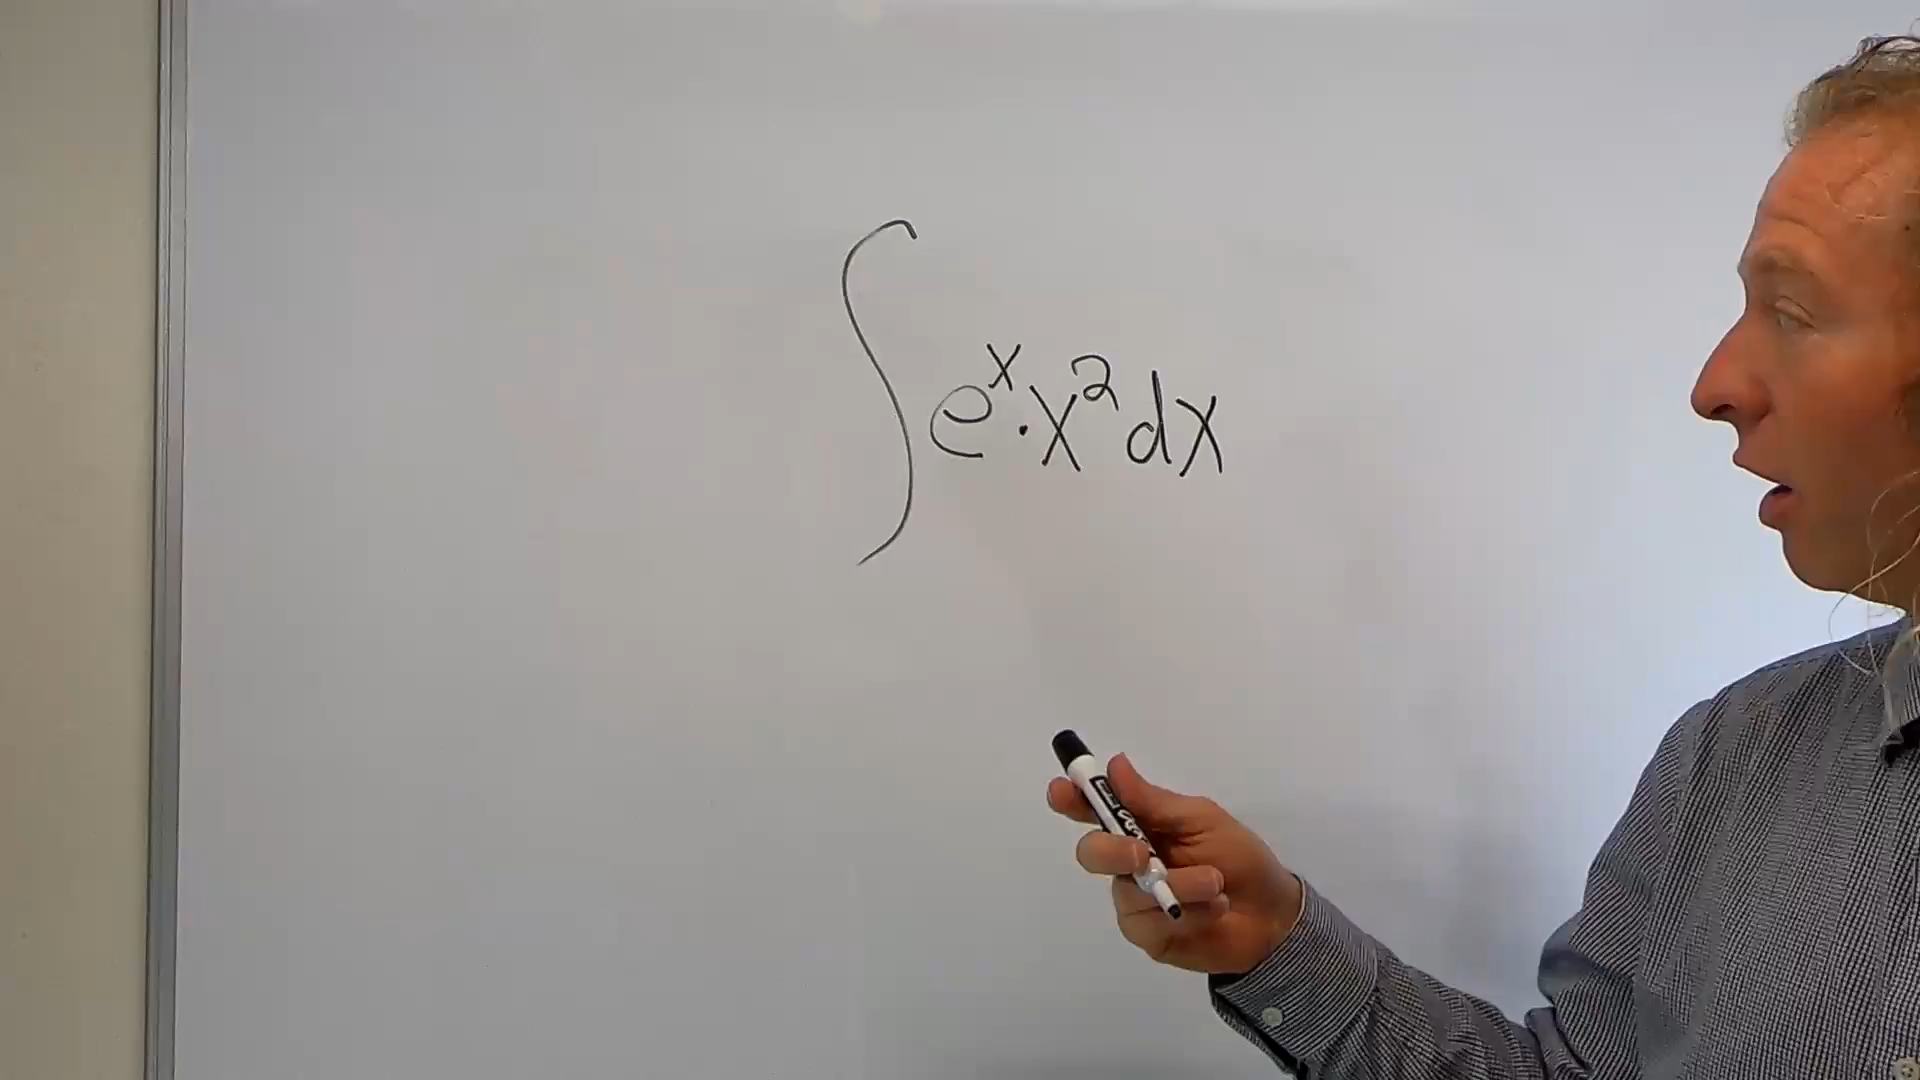 ∫ e^x · x^2 dx